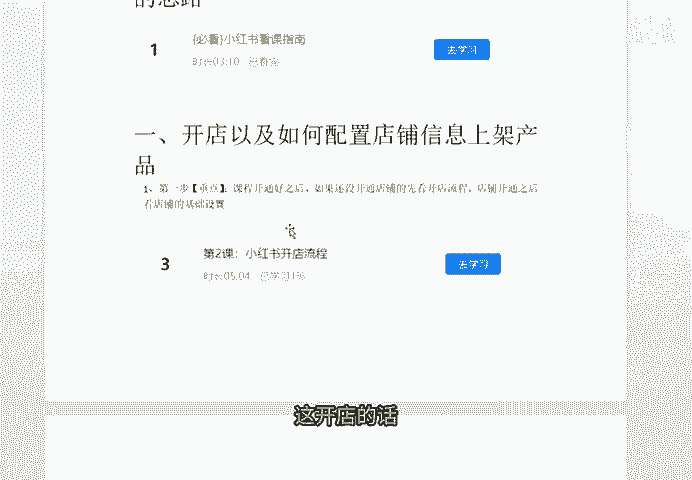 的思路
1
{必看}小红书看课指南
去学习
时长03:10 已看完
一、开店以及如何配置店铺信息上架产
品
1、第一步【重点】：课程开通好之后，如果还没开通店铺的先看开店流程，店铺开通之后
看店铺的基础设置
3
第2课：小红书开店流程
去学习
时长05:04 已学习1%
这开店的话